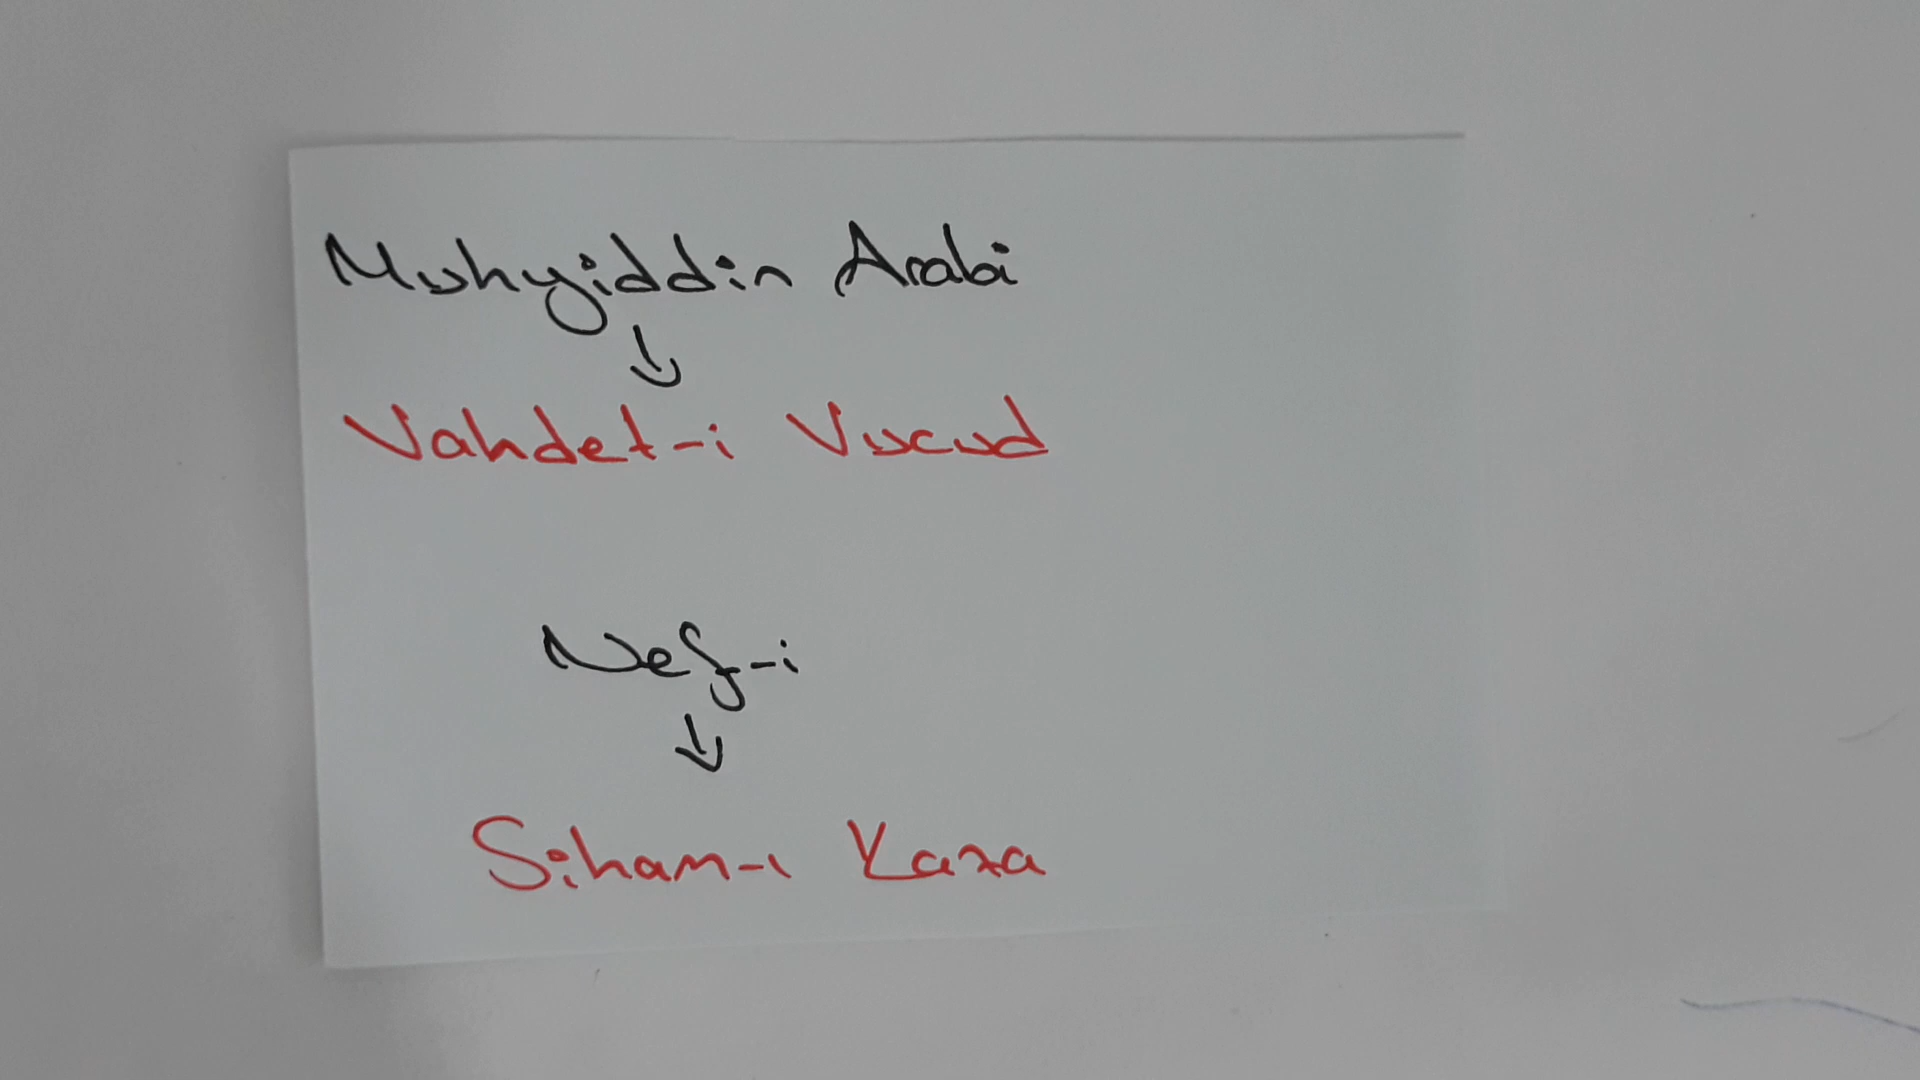 Muhyiddin Arabi
↓
Vahdet-i Vucud
Nef-i
↓
Siham-ı Kaza